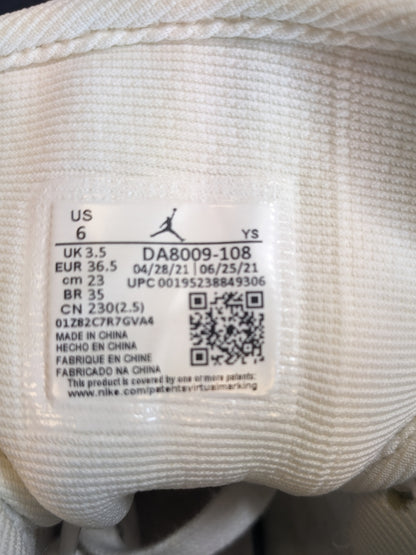 US
6 YS
UK 3.5 DA8009-108
EUR 36.5 04/28/21 | 06/25/21
cm 23 UPC 00195238849306
BR 35
CN 230(2.5)
01Z82C7R7GVA4
MADE IN CHINA
HECHO EN CHINA
FABRIQUE EN CHINE
FABRICADO NA CHINA
This product is covered by one or more patents:
www.nike.com/patentsvirtualmarking